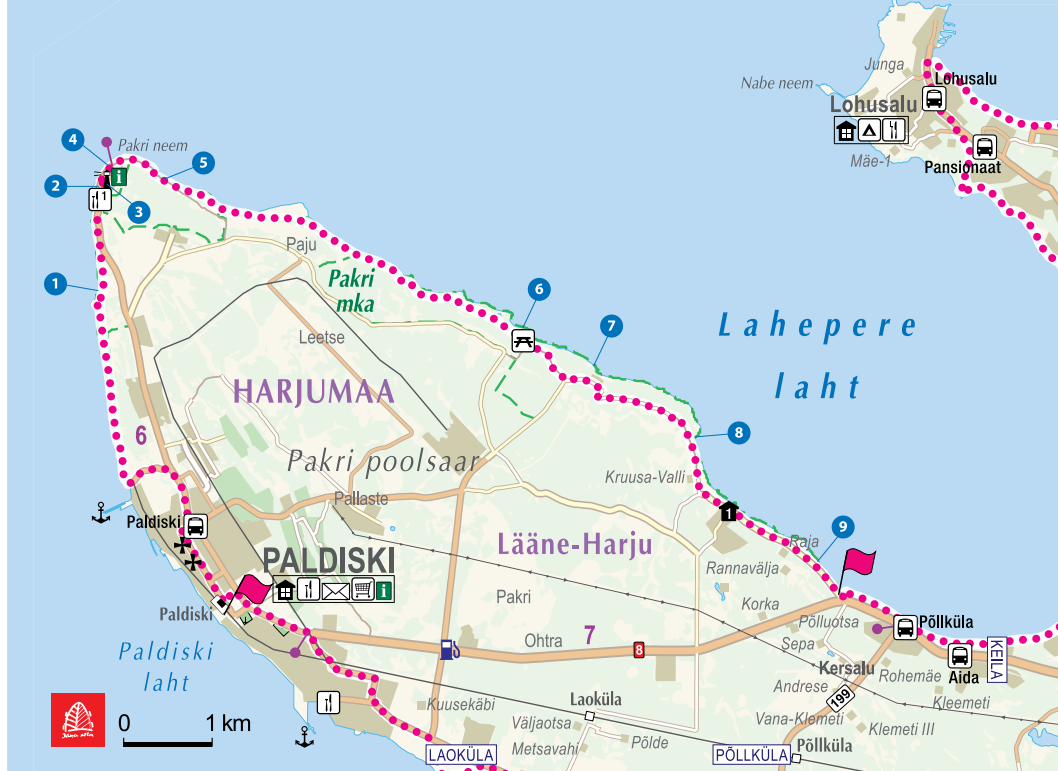 Junga
Lohusalu
Nabe neem
Lohusalu
Mäe-1
Pansionaat
4
Pakri neem
5
i
2
1
3
Paju
1
Pakri
mka
6
7
Lahepere
laht
Leetse
HARJUMAA
6
8
Pakri poolsaar
Kruusa-Valli
Pallaste
1
Paldiski
9
Lääne-Harju
Raja
PALDISKI
Rannavälja
i
Pakri
Korka
Paldiski
Põlluotsa
Põllküla
Ohtra
7
8
Sepa
Paldiski
laht
Kersalu
Rohemäe
Aida
KEILA
Andrese
199
Kleemeti
Kuusekäbi
Laoküla
Väljaotsa
Vana-Klemeti
Klemeti III
0
1 km
Põlde
Metsavahi
Põllküla
LAOKÜLA
PÕLLKÜLA